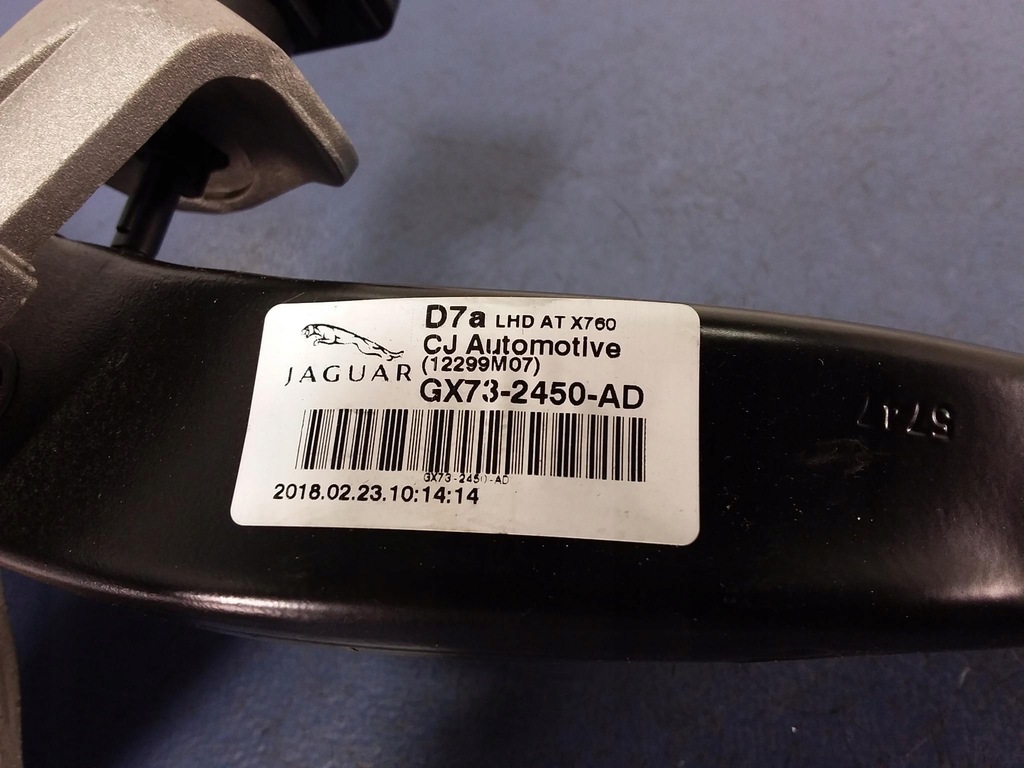 D7a LHD AT X760
CJ Automotive
(12299M07)
JAGUAR
GX73-2450-AD
GX73-2450-AD
2018.02.23.10:14:14
5747